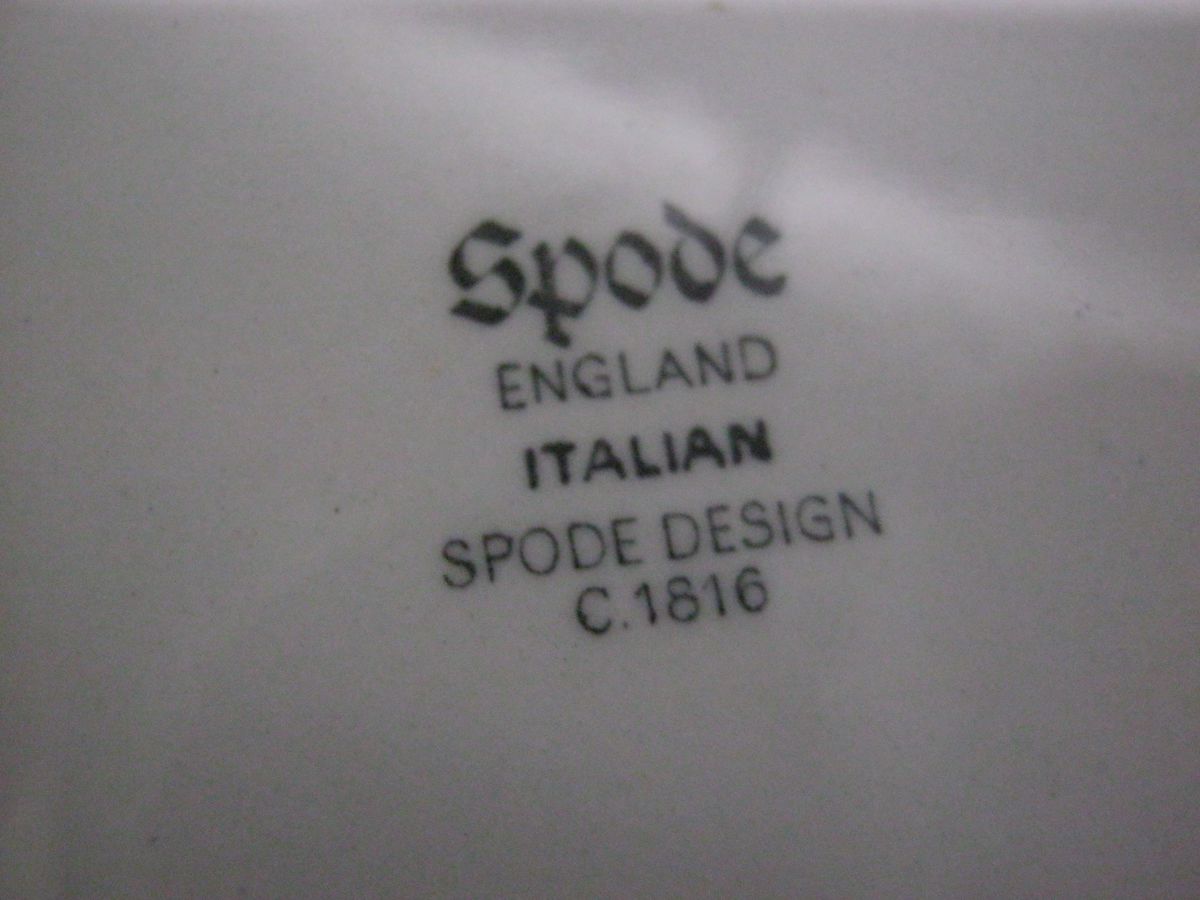 Spode
ENGLAND
ITALIAN
SPODE DESIGN
C.1816